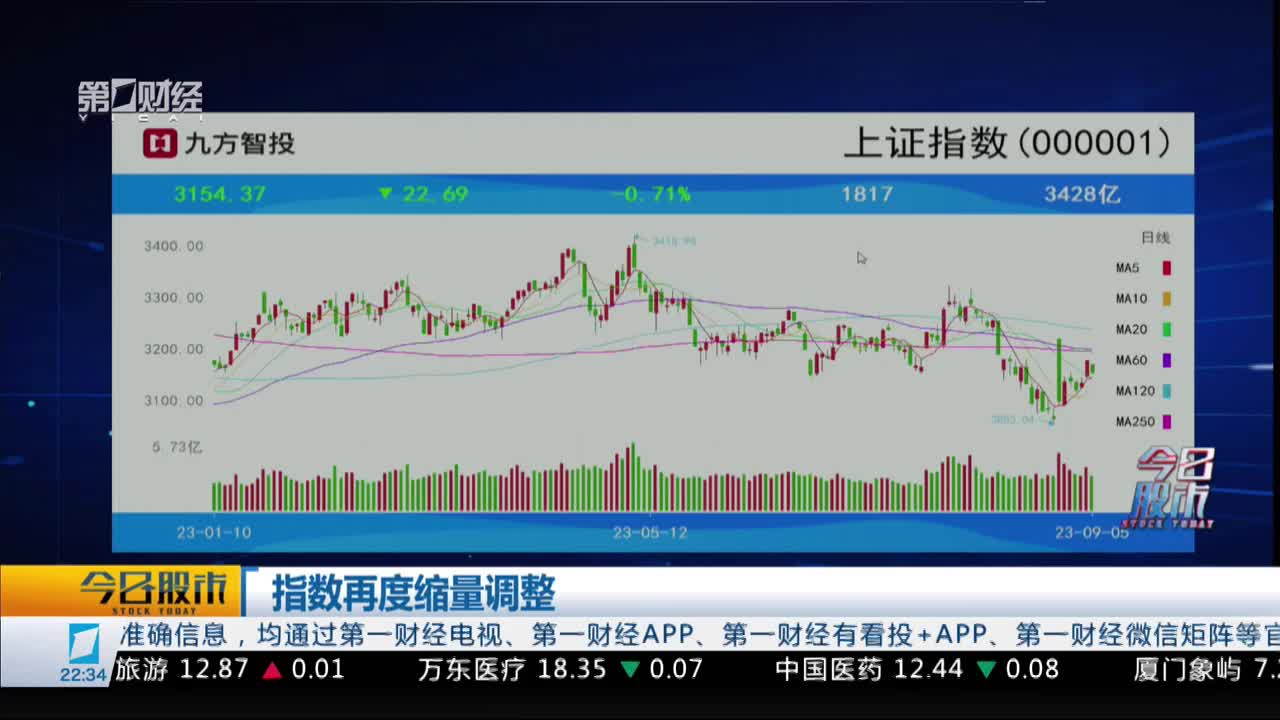 第一财经
YICAI
九方智投
上证指数(000001)
3154.37 ▼ 22.69 -0.71% 1817 3428亿
日线
3400.00
3300.00
3200.00
3100.00
5.73亿
3418.95
MA5
MA10
MA20
MA60
MA120
MA250
23-01-10 23-05-12 23-09-05
今日股市
STOCK TODAY
今日股市
STOCK TODAY
指数再度缩量调整
准确信息，均通过第一财经电视、第一财经APP、第一财经有看投+APP、第一财经微信矩阵等官
22:34
旅游 12.87 ▲ 0.01 万东医疗 18.35 ▼ 0.07 中国医药 12.44 ▼ 0.08 厦门象屿 7.2